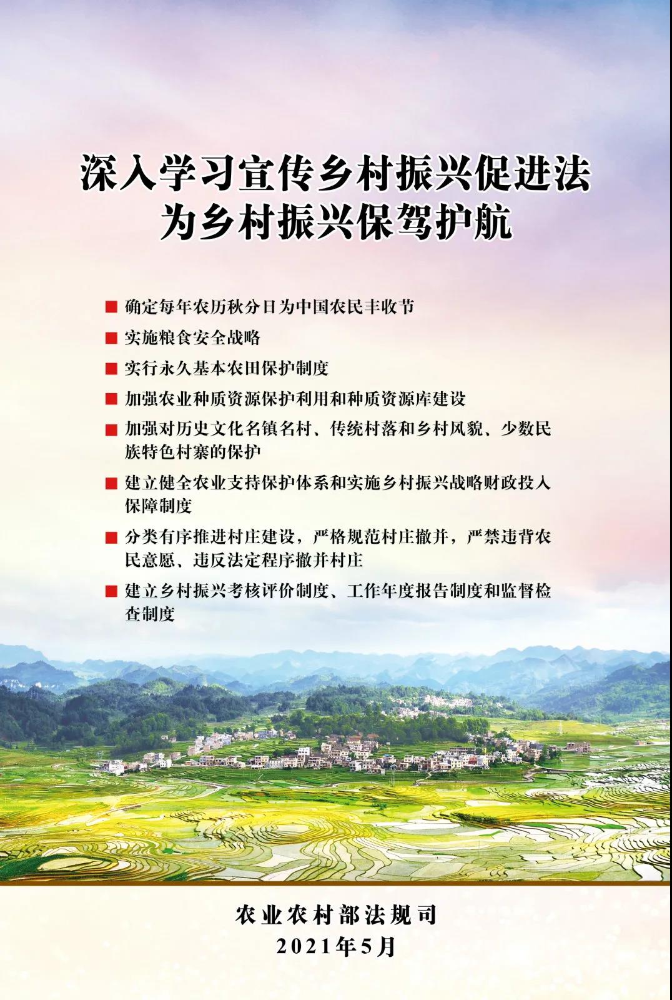 深入学习宣传乡村振兴促进法
为乡村振兴保驾护航
确定每年农历秋分日为中国农民丰收节
实施粮食安全战略
实行永久基本农田保护制度
加强农业种质资源保护利用和种质资源库建设
加强对历史文化名镇名村、传统村落和乡村风貌、少数民
族特色村寨的保护
建立健全农业支持保护体系和实施乡村振兴战略财政投入
保障制度
分类有序推进村庄建设，严格规范村庄撤并，严禁违背农
民意愿、违反法定程序撤并村庄
建立乡村振兴考核评价制度、工作年度报告制度和监督检
查制度
农业农村部法规司
2021年5月